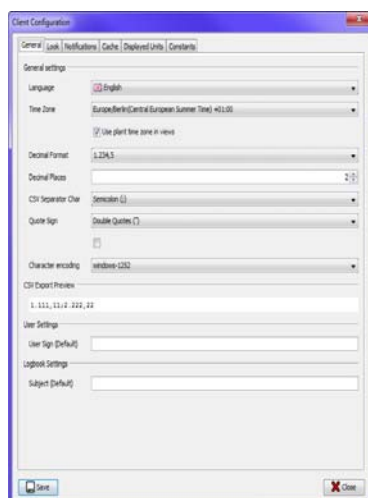 Client Configuration
General Look Notifications Cache Displayed Units Constants
General settings
Language English
Time Zone Europe/Berlin(Central European Summer Time) +01:00
Use plant time zone in views
Decimal Format 1.234,5
Decimal Places 2
CSV Separator Char Semicolon (;)
Quote Sign Double Quotes (")
Character encoding windows-1252
CSV Export Preview
1.111,11;2.222,22
User Settings
User Sign (Default)
Logbook Settings
Subject (Default)
Save Close